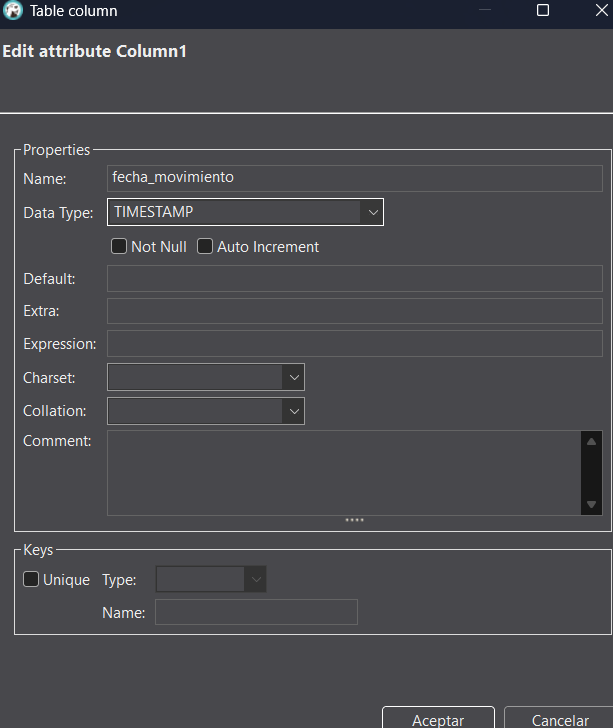 Table column
Edit attribute Column1
Properties
Name: fecha_movimiento
Data Type: TIMESTAMP
Not Null Auto Increment
Default:
Extra:
Expression:
Charset:
Collation:
Comment:
Keys
Unique Type:
Name:
Aceptar Cancelar